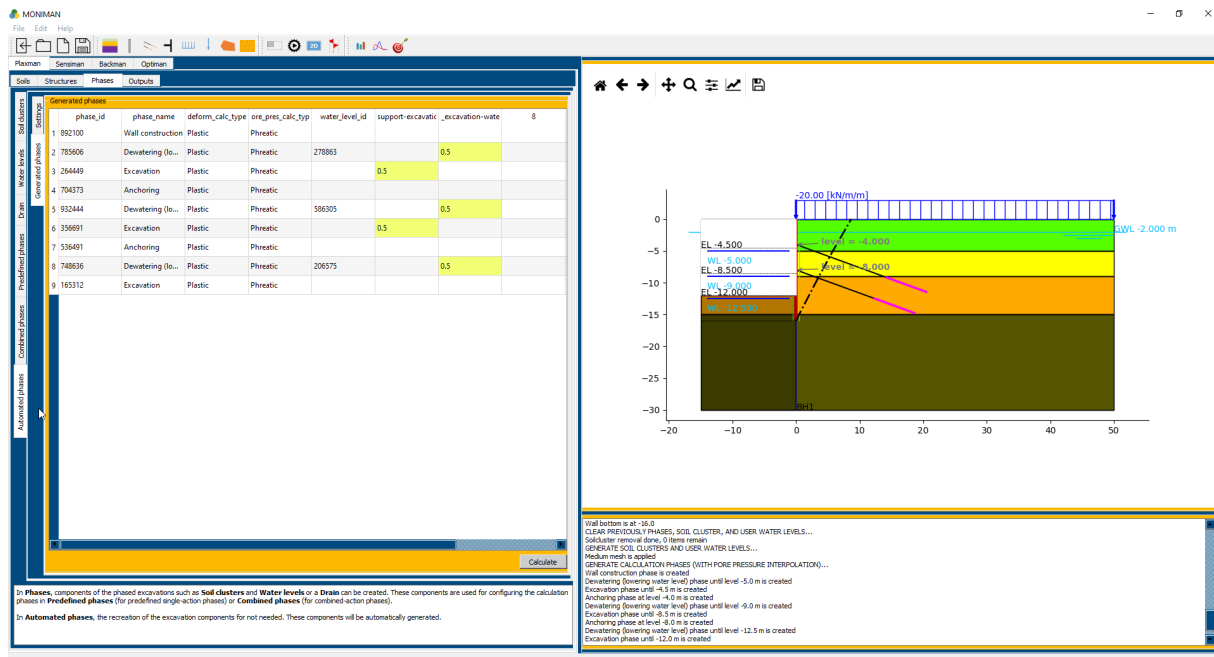 MONIMAN
File Edit Help
2D
Plaxman Sensiman Backman Optiman
Soils Structures Phases Outputs
Soil clusters
Water levels
Drain
Predefined phases
Combined phases
Automated phases
Settings
Generated phases
Generated phases
phase_id phase_name deform_calc_type ore_pres_calc_typ water_level_id support-excavatic _excavation-wate 8
1 892100 Wall construction Plastic Phreatic
2 785606 Dewatering (lo... Plastic Phreatic 278863 0.5
3 264449 Excavation Plastic Phreatic 0.5
4 704373 Anchoring Plastic Phreatic
5 932444 Dewatering (lo... Plastic Phreatic 586305 0.5
6 356691 Excavation Plastic Phreatic 0.5
7 536491 Anchoring Plastic Phreatic
8 748636 Dewatering (lo... Plastic Phreatic 206575 0.5
9 165312 Excavation Plastic Phreatic
Calculate
In Phases, components of the phased excavations such as Soil clusters and Water levels or a Drain can be created. These components are used for configuring the calculation
phases in Predefined phases (for predefined single-action phases) or Combined phases (for combined-action phases).
In Automated phases, the recreation of the excavation components for not needed. These components will be automatically generated.
-20.00 [kN/m/m]
GWL -2.000 m
EL -4.500
level = -4.000
WL -5.000
EL -8.500
level = -8.000
WL -9.000
EL -12.000
WL -12.500
BH1
0
−5
−10
−15
−20
−25
−30
−20 −10 0 10 20 30 40 50
Wall bottom is at -16.0
CLEAR PREVIOUSLY PHASES, SOIL CLUSTER, AND USER WATER LEVELS...
Soilcluster removal done, 0 items remain
GENERATE SOIL CLUSTERS AND USER WATER LEVELS...
Medium mesh is applied
GENERATE CALCULATION PHASES (WITH PORE PRESSURE INTERPOLATION)...
Wall construction phase is created
Dewatering (lowering water level) phase until level -5.0 m is created
Excavation phase until -4.5 m is created
Anchoring phase at level -4.0 m is created
Dewatering (lowering water level) phase until level -9.0 m is created
Excavation phase until -8.5 m is created
Anchoring phase at level -8.0 m is created
Dewatering (lowering water level) phase until level -12.5 m is created
Excavation phase until -12.0 m is created